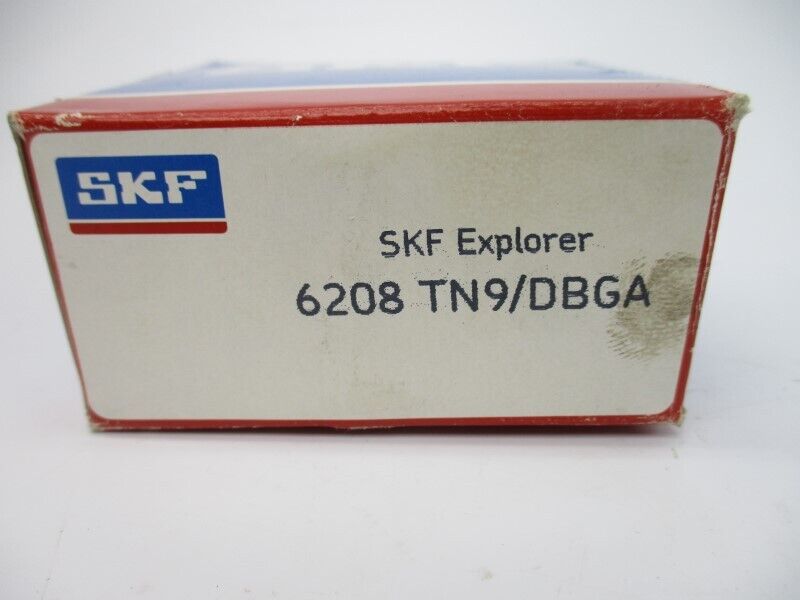 SKF
SKF Explorer
6208 TN9/DBGA